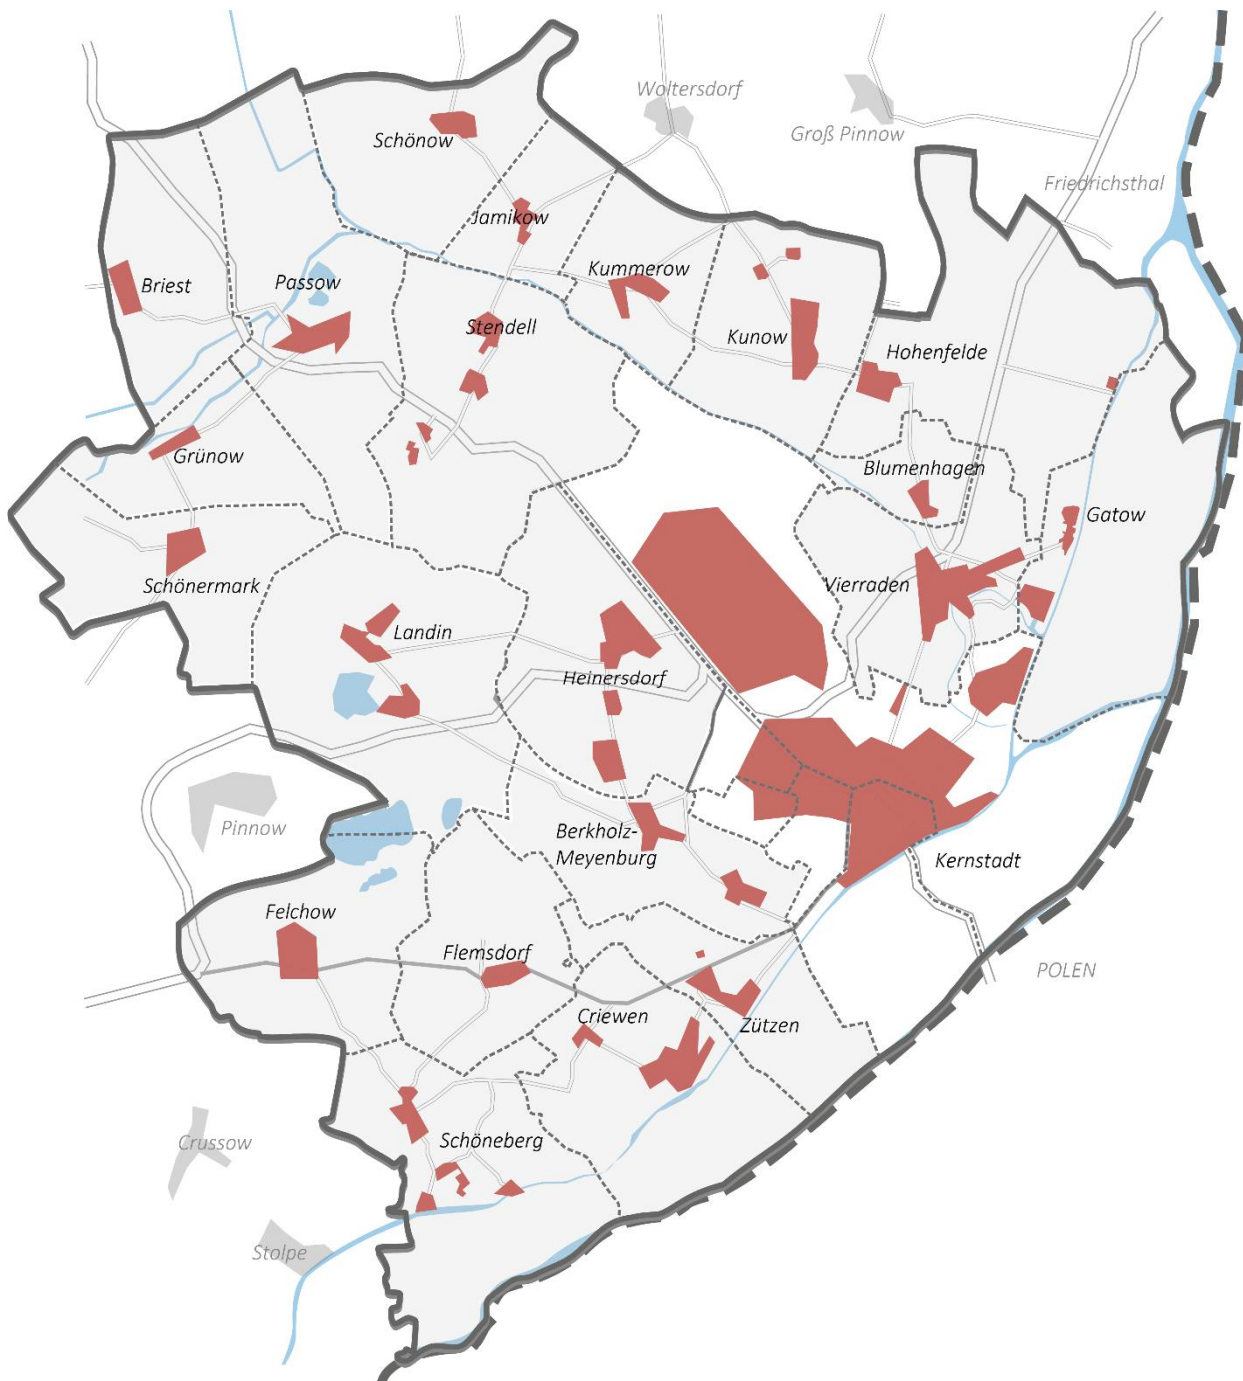 Woltersdorf
Groß Pinnow
Schönow
Friedrichsthal
Jamikow
Kummerow
Briest
Passow
Stendell
Kunow
Hohenfelde
Grünow
Blumenhagen
Gatow
Schönermark
Vierraden
Landin
Heinersdorf
Pinnow
Berkholz-
Meyenburg
Kernstadt
Felchow
Flemsdorf
POLEN
Criewen
Zützen
Crussow
Schöneberg
Stolpe